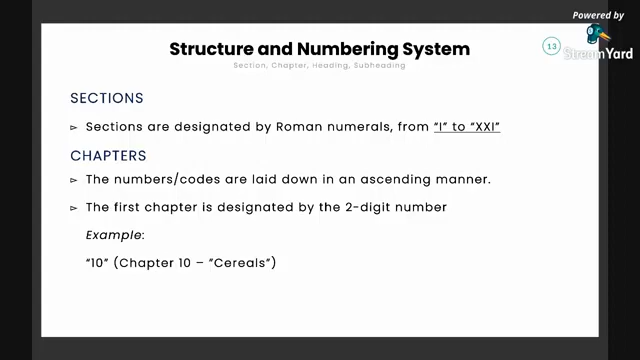 Powered by
StreamYard
Structure and Numbering System
13
Section, Chapter, Heading, Subheading
SECTIONS
▻ Sections are designated by Roman numerals, from “I” to “XXI”
CHAPTERS
▻ The numbers/codes are laid down in an ascending manner.
▻ The first chapter is designated by the 2-digit number
Example:
“10” (Chapter 10 – “Cereals”)